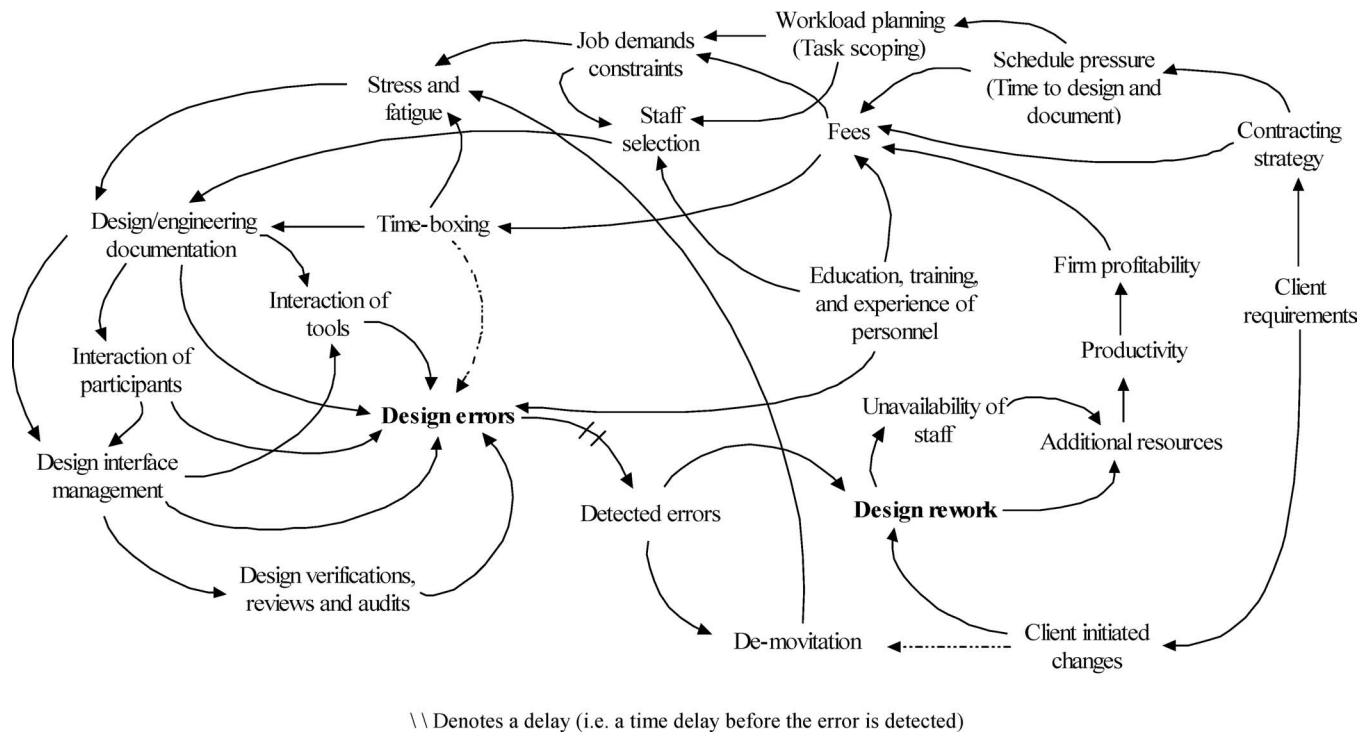 Workload planning
(Task scoping)
Job demands
constraints
Schedule pressure
(Time to design and
document)
Stress and
fatigue
Staff
selection
Fees
Contracting
strategy
Design/engineering
documentation
Time-boxing
Education, training,
and experience of
personnel
Firm profitability
Client
requirements
Interaction of
tools
Interaction of
participants
Productivity
Design errors
Unavailability of
staff
Additional resources
Design interface
management
Detected errors
Design rework
Design verifications,
reviews and audits
De-movitation
Client initiated
changes
\\ Denotes a delay (i.e. a time delay before the error is detected)